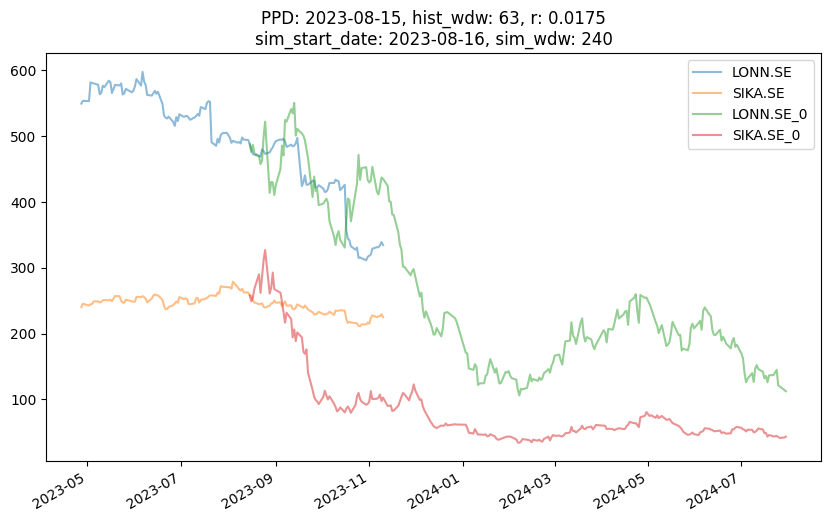 PPD: 2023-08-15, hist_wdw: 63, r: 0.0175
sim_start_date: 2023-08-16, sim_wdw: 240
LONN.SE
SIKA.SE
LONN.SE_0
SIKA.SE_0
600
500
400
300
200
100
2023-05
2023-07
2023-09
2023-11
2024-01
2024-03
2024-05
2024-07